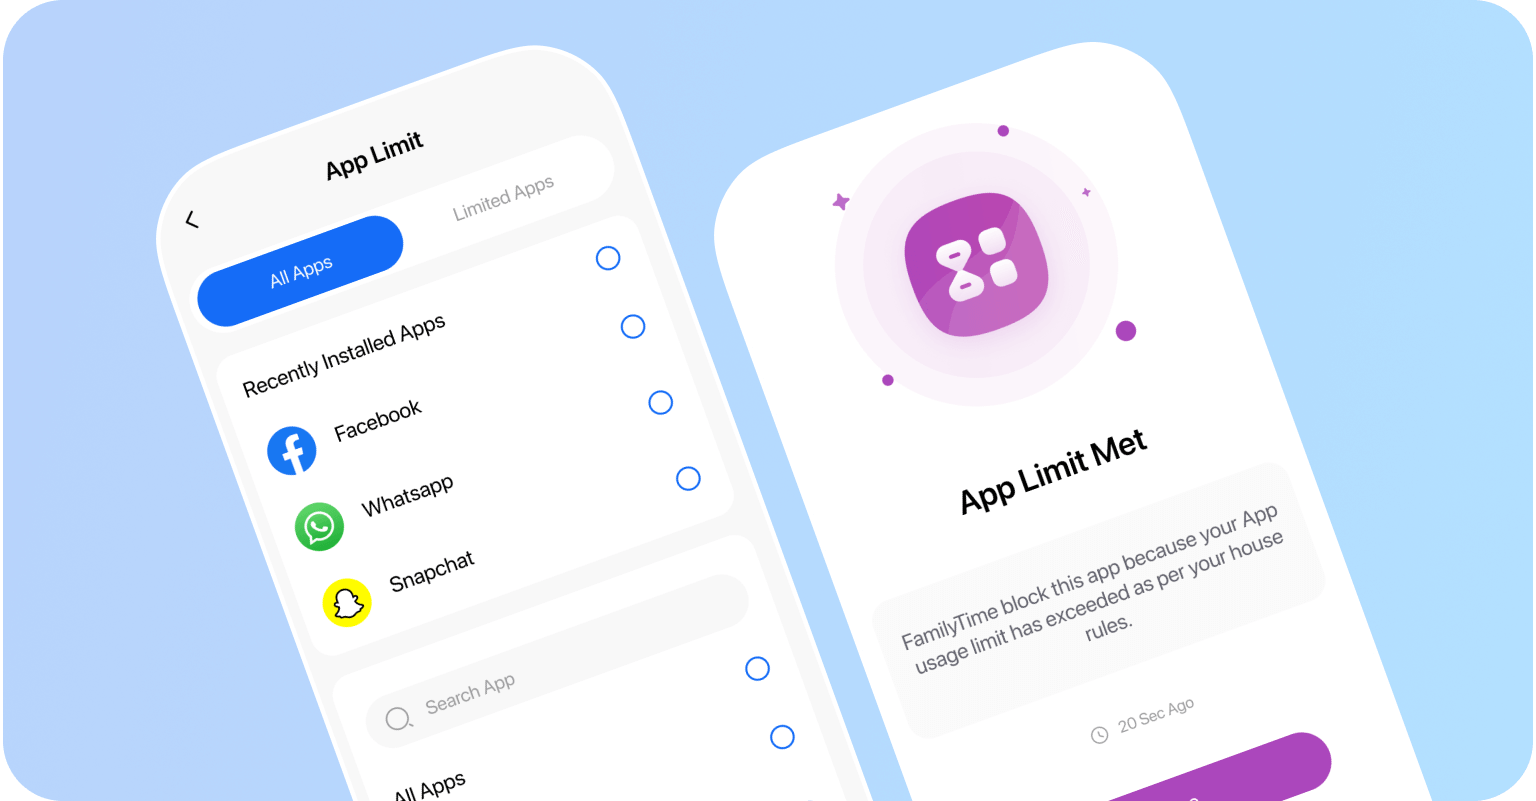 App Limit
All Apps
Limited Apps
Recently Installed Apps
Facebook
Whatsapp
Snapchat
Search App
All Apps
App Limit Met
FamilyTime block this app because your App
usage limit has exceeded as per your house
rules.
20 Sec Ago